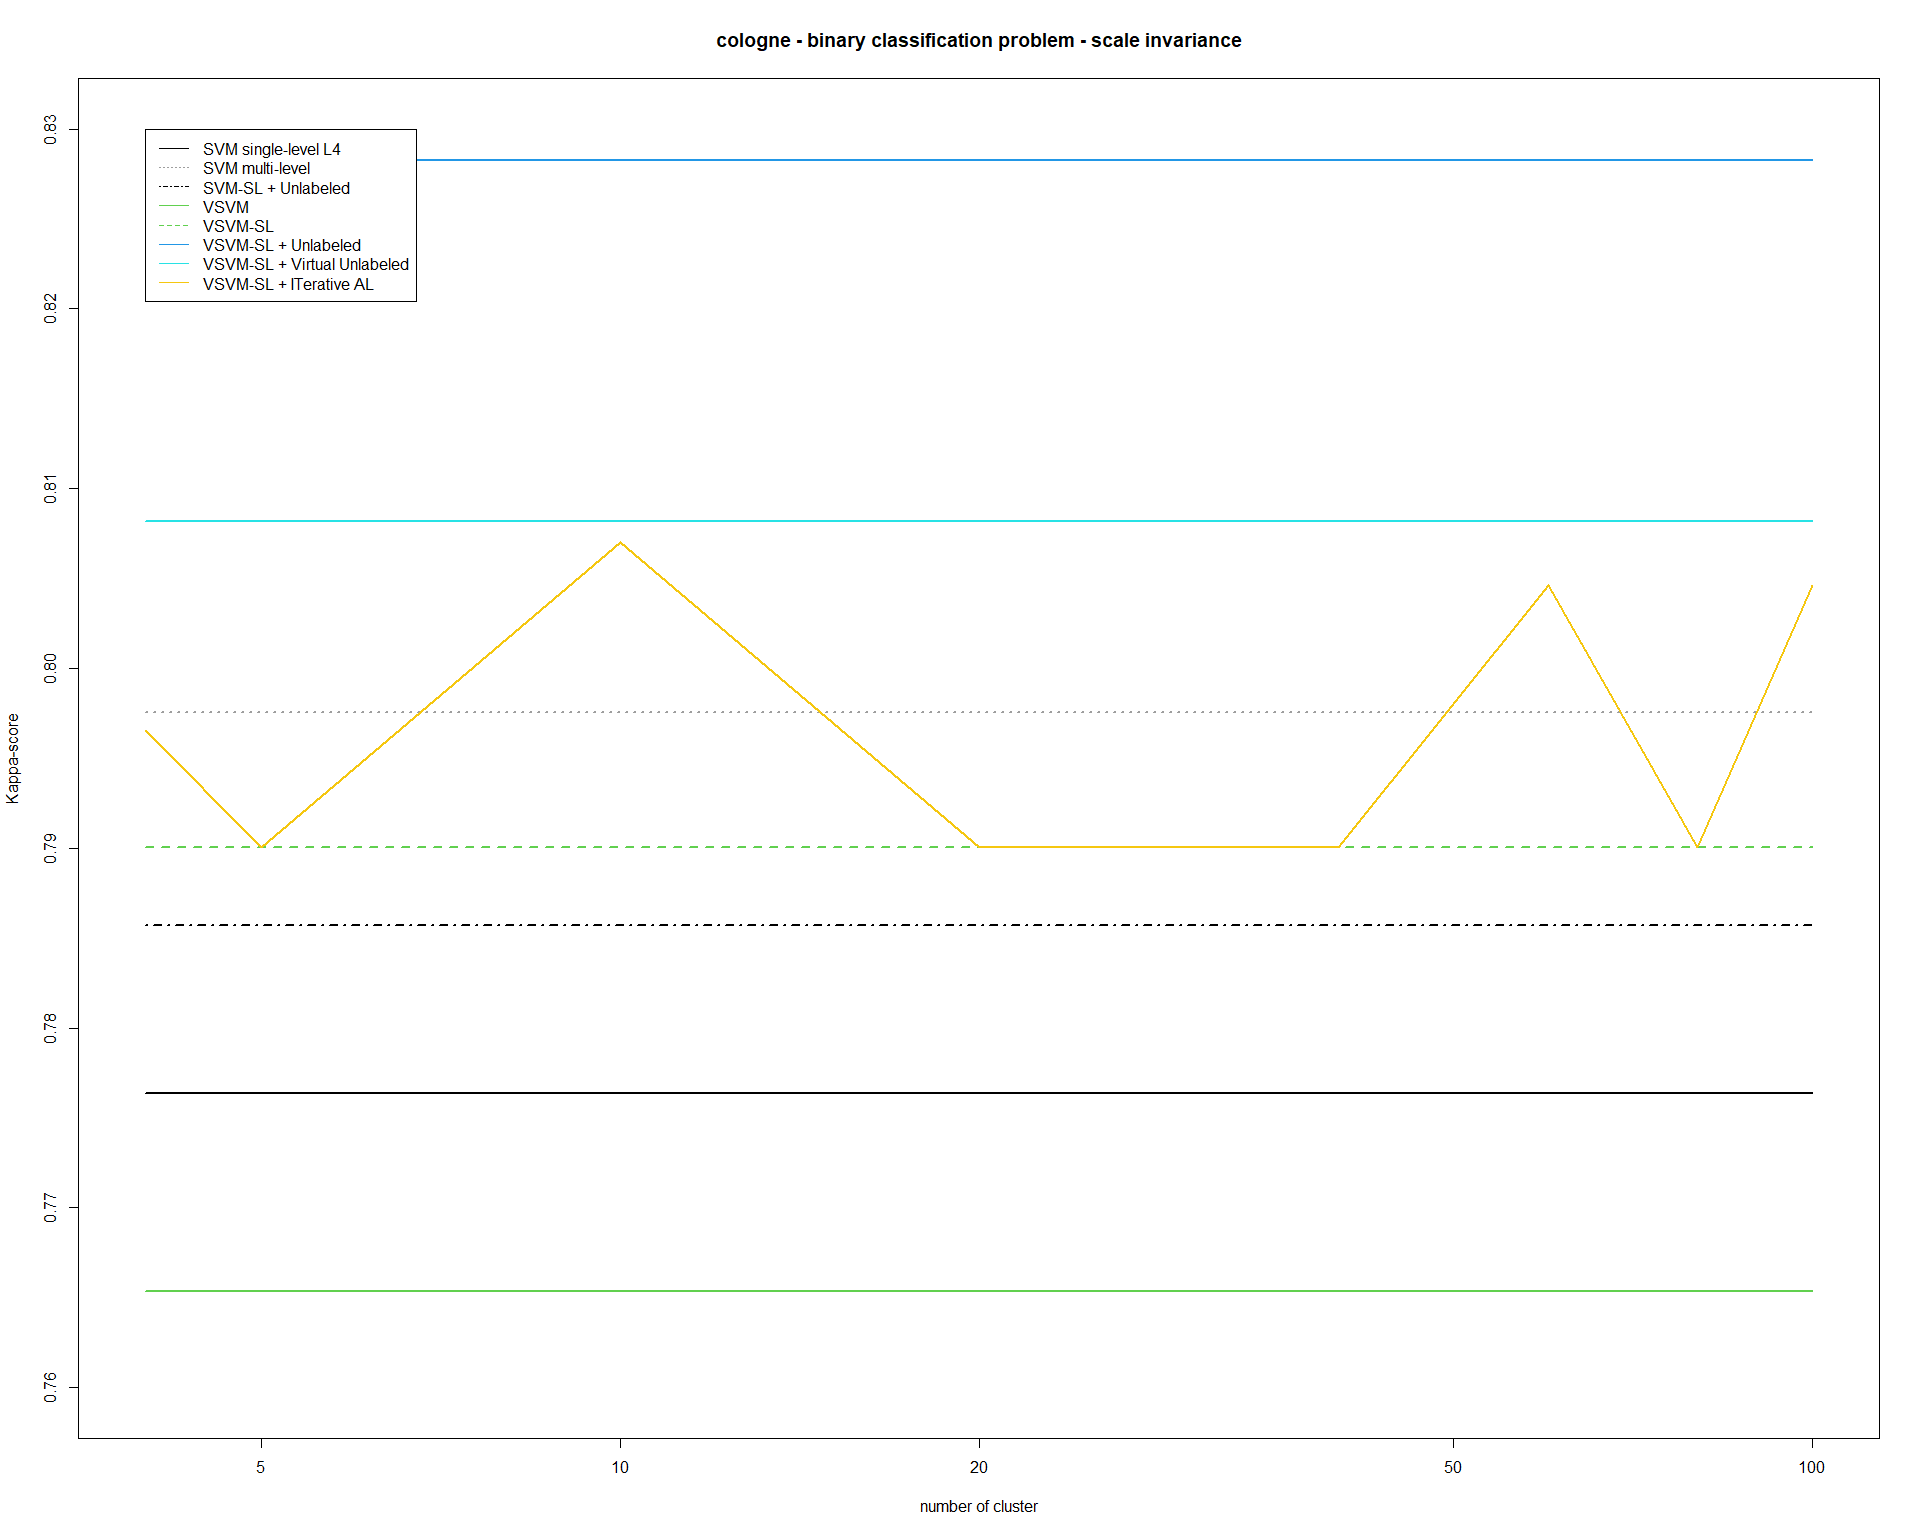 cologne - binary classification problem - scale invariance
0.83
0.82
0.81
0.80
0.79
0.78
0.77
0.76
Kappa-score
SVM single-level L4
SVM multi-level
SVM-SL + Unlabeled
VSVM
VSVM-SL
VSVM-SL + Unlabeled
VSVM-SL + Virtual Unlabeled
VSVM-SL + ITerative AL
5
10
20
50
100
number of cluster